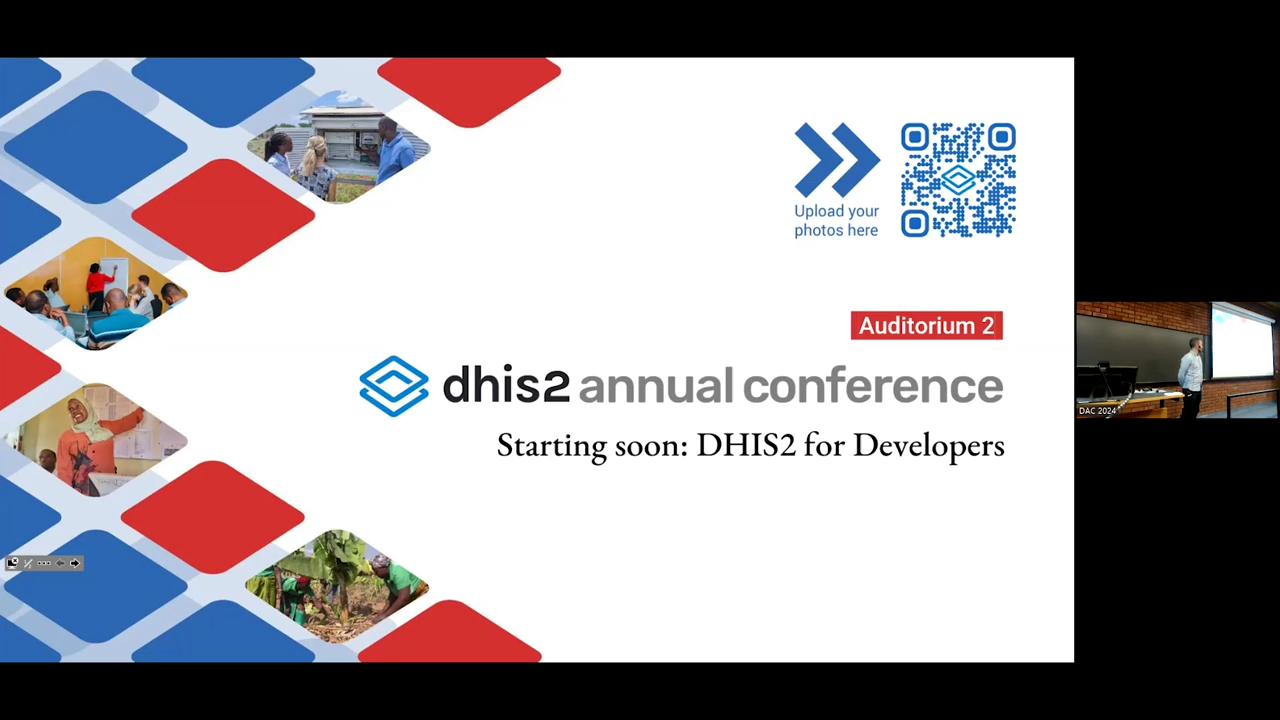 Upload your
photos here
Auditorium 2
dhis2 annual conference
Starting soon: DHIS2 for Developers
DAC 2024